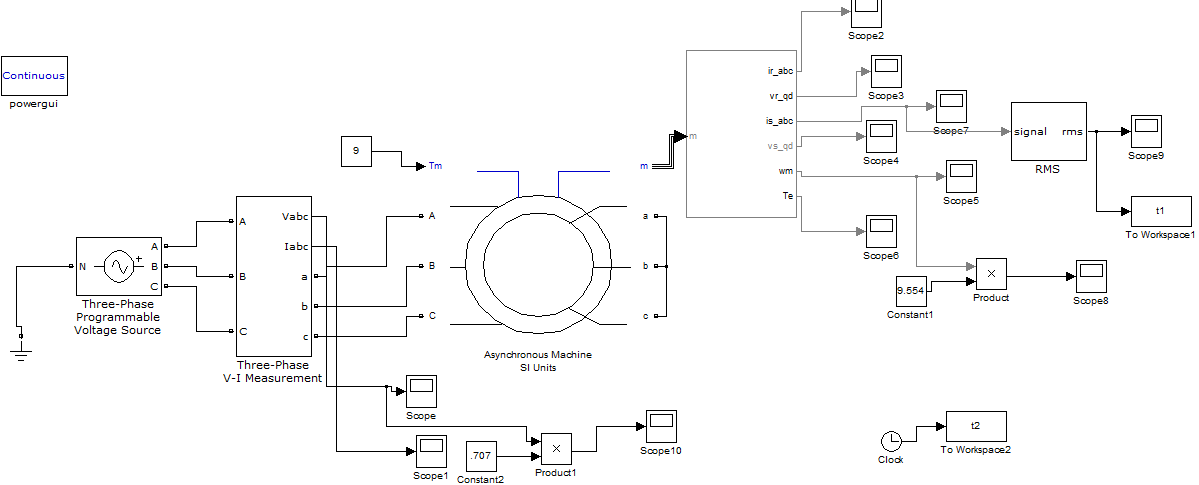 Scope2
Continuous
powergui
ir_abc
vr_qd
is_abc
vs_qd
wm
Te
m
Scope3
Scope7
Scope4
Scope5
Scope6
signal rms
RMS
Scope9
t1
To Workspace1
9
Tm
m
A
B
C
a
b
c
Asynchronous Machine
SI Units
N
A
B
C
Three-Phase
Programmable
Voltage Source
A
B
C
Vabc
Iabc
a
b
c
Three-Phase
V-I Measurement
9.554
Constant1
×
Product
Scope8
Scope
Scope1
.707
Constant2
×
Product1
Scope10
Clock
t2
To Workspace2